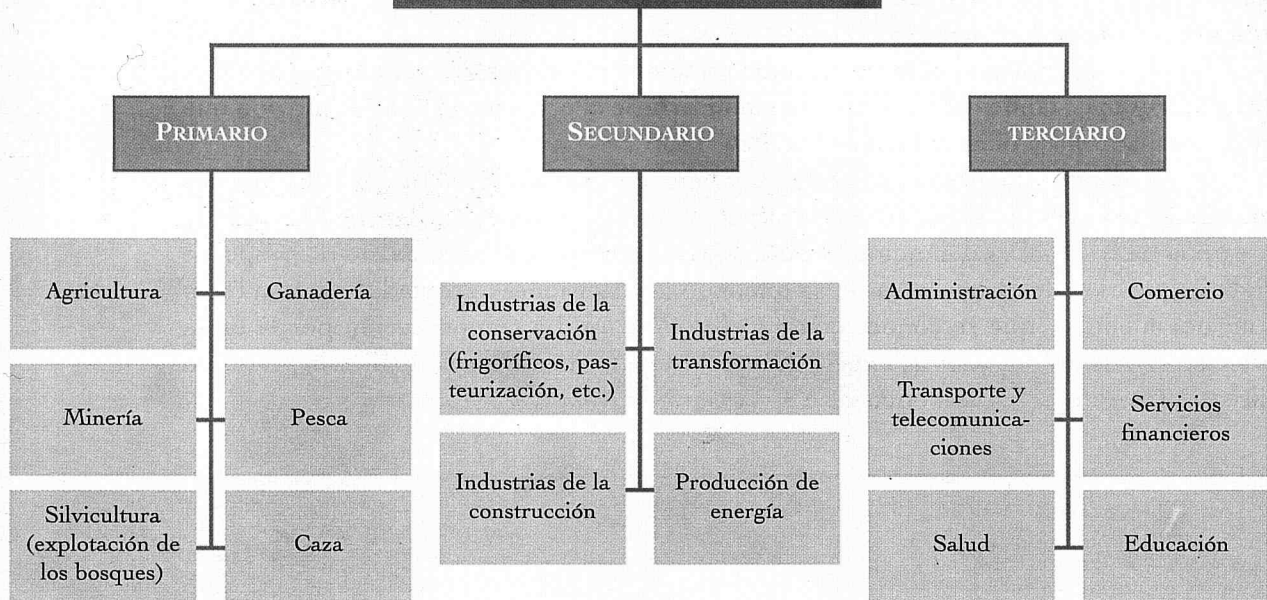 PRIMARIO
SECUNDARIO
TERCIARIO
Agricultura
Ganadería
Minería
Pesca
Silvicultura
(explotación de
los bosques)
Caza
Industrias de la
conservación
(frigoríficos, pas-
teurización, etc.)
Industrias de la
transformación
Industrias de la
construcción
Producción de
energía
Administración
Comercio
Transporte y
telecomunica-
ciones
Servicios
financieros
Salud
Educación